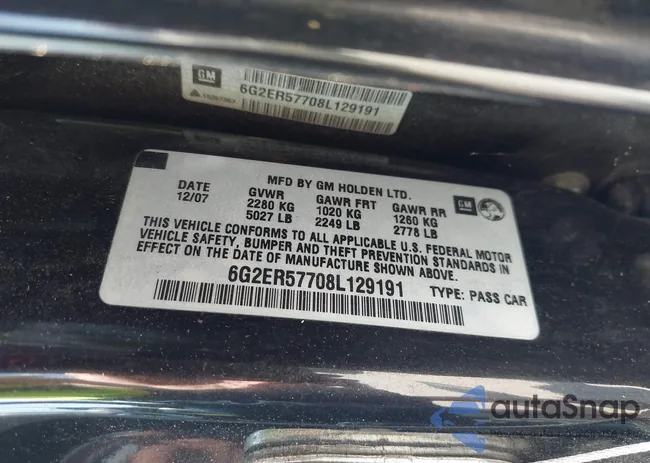 GM
6G2ER57708L129191
MFD BY GM HOLDEN LTD.
DATE GVWR GAWR FRT GAWR RR
12/07 2280 KG 1020 KG 1260 KG
5027 LB 2249 LB 2778 LB
GM
THIS VEHICLE CONFORMS TO ALL APPLICABLE U.S. FEDERAL MOTOR
VEHICLE SAFETY, BUMPER AND THEFT PREVENTION STANDARDS IN
EFFECT ON THE DATE OF MANUFACTURE SHOWN ABOVE.
6G2ER57708L129191
TYPE: PASS CAR
autaSnap